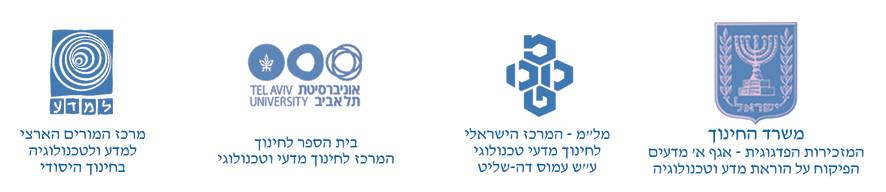 ישראל
משרד החינוך
המזכירות הפדגוגית - אגף א' מדעים
הפיקוח על הוראת מדע וטכנולוגיה
מל"מ - המרכז הישראלי
לחינוך מדעי טכנולוגי
ע"ש עמוס דה-שליט
אוניברסיטת
תל אביב
TEL AVIV
UNIVERSITY
בית הספר לחינוך
המרכז לחינוך מדעי וטכנולוגי
למדע
מרכז המורים הארצי
למדע ולטכנולוגיה
בחינוך היסודי